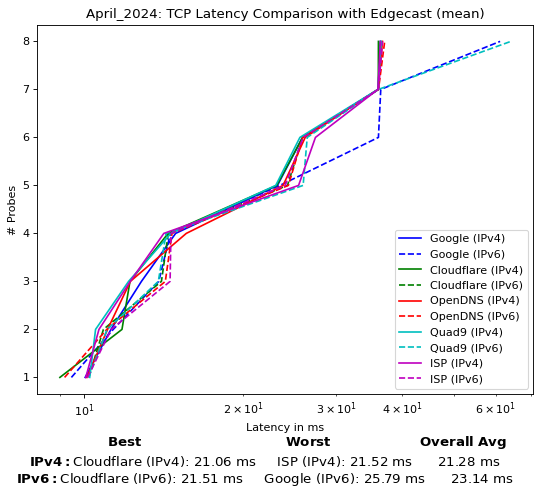 April_2024: TCP Latency Comparison with Edgecast (mean)
8
7
6
5
4
3
2
1
# Probes
Google (IPv4)
Google (IPv6)
Cloudflare (IPv4)
Cloudflare (IPv6)
OpenDNS (IPv4)
OpenDNS (IPv6)
Quad9 (IPv4)
Quad9 (IPv6)
ISP (IPv4)
ISP (IPv6)
10¹ 2 × 10¹ 3 × 10¹ 4 × 10¹ 6 × 10¹
Latency in ms
Best Worst Overall Avg
IPv4: Cloudflare (IPv4): 21.06 ms ISP (IPv4): 21.52 ms 21.28 ms
IPv6: Cloudflare (IPv6): 21.51 ms Google (IPv6): 25.79 ms 23.14 ms